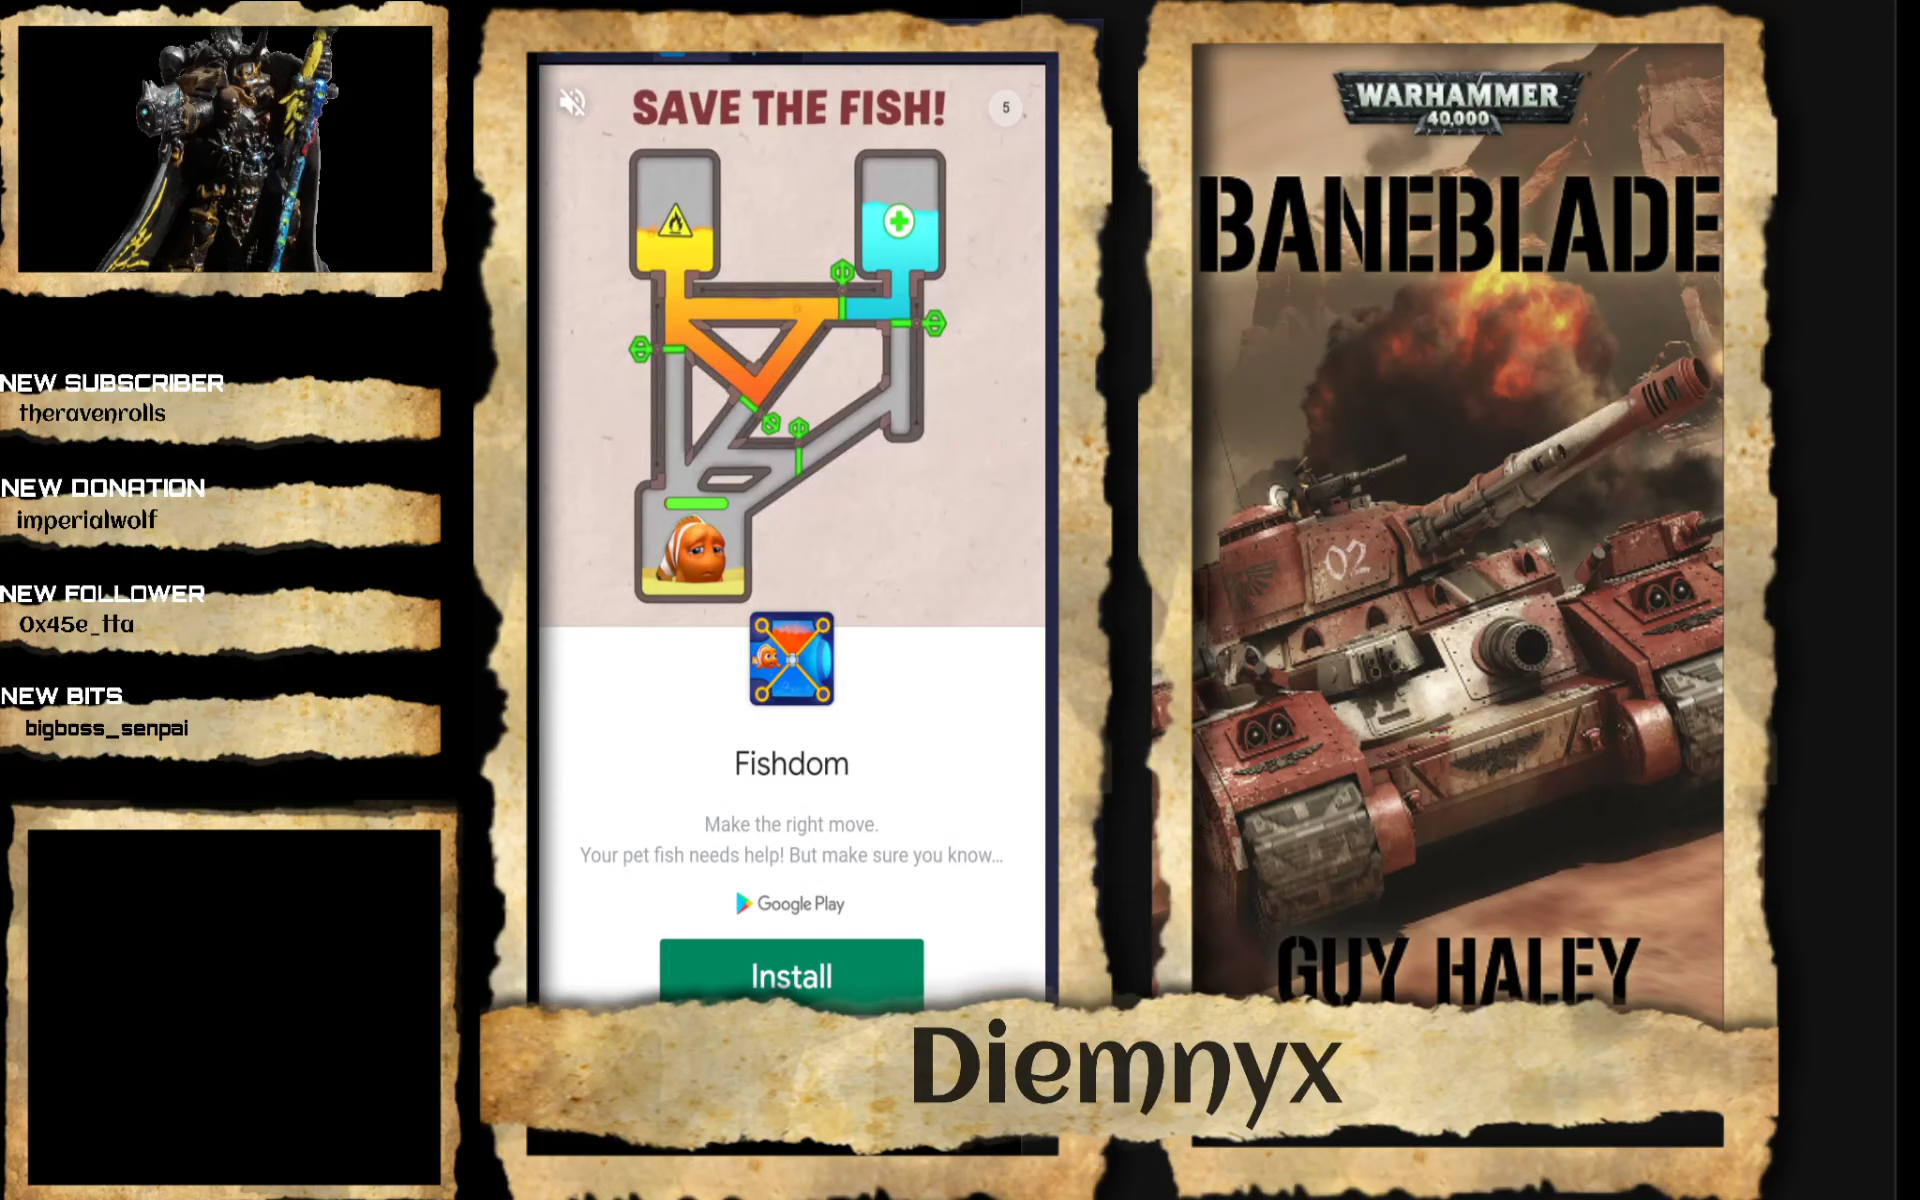 NEW SUBSCRIBER
theravenrolls
NEW DONATION
imperialwolf
NEW FOLLOWER
0x45e_tta
NEW BITS
bigboss_senpai
SAVE THE FISH!
5
Fishdom
Make the right move.
Your pet fish needs help! But make sure you know...
Google Play
Install
WARHAMMER
40,000
BANEBLADE
02
GUY HALEY
Diemnyx